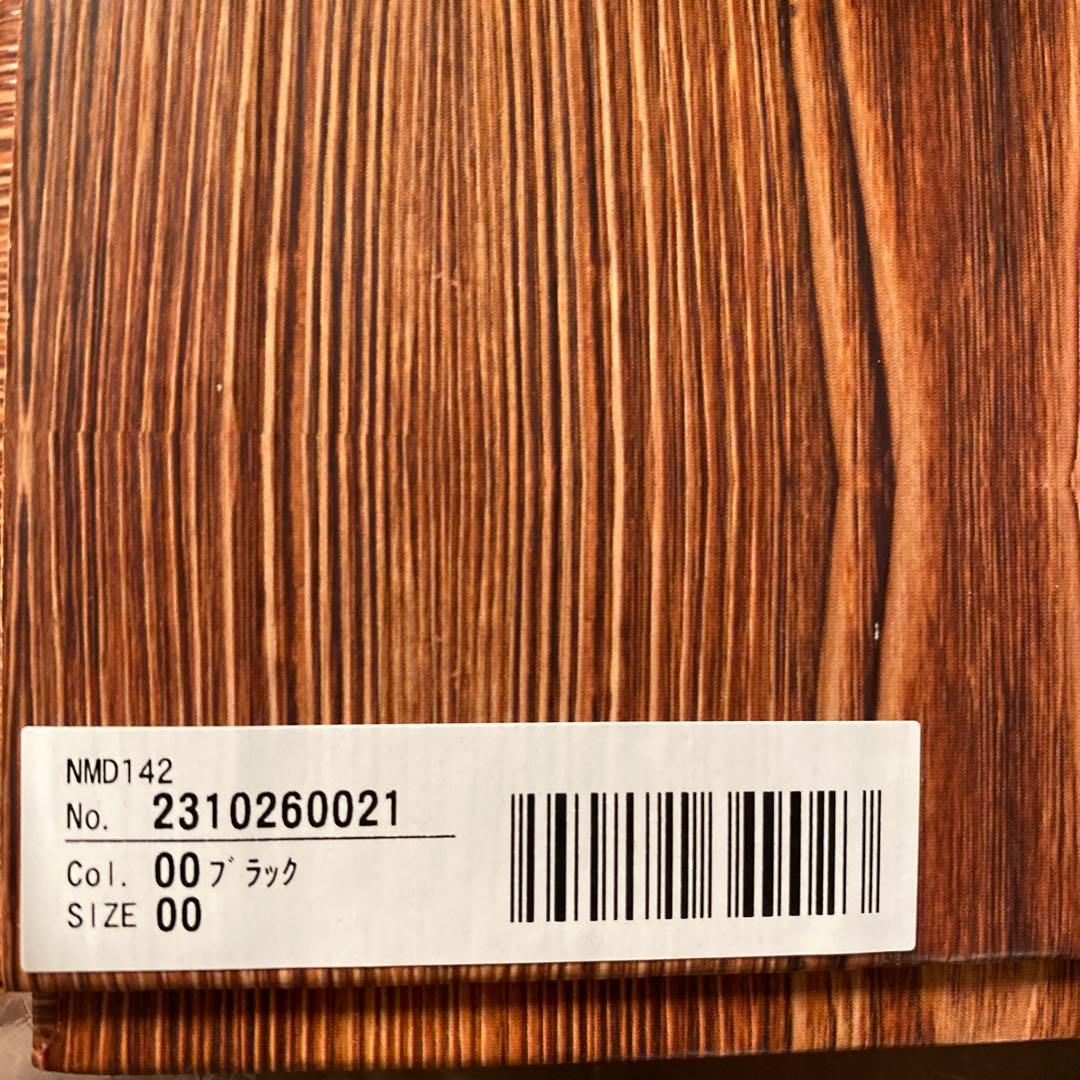 NMD142
No. 2310260021
Col. 00ﾌﾞﾗｯｸ
SIZE 00